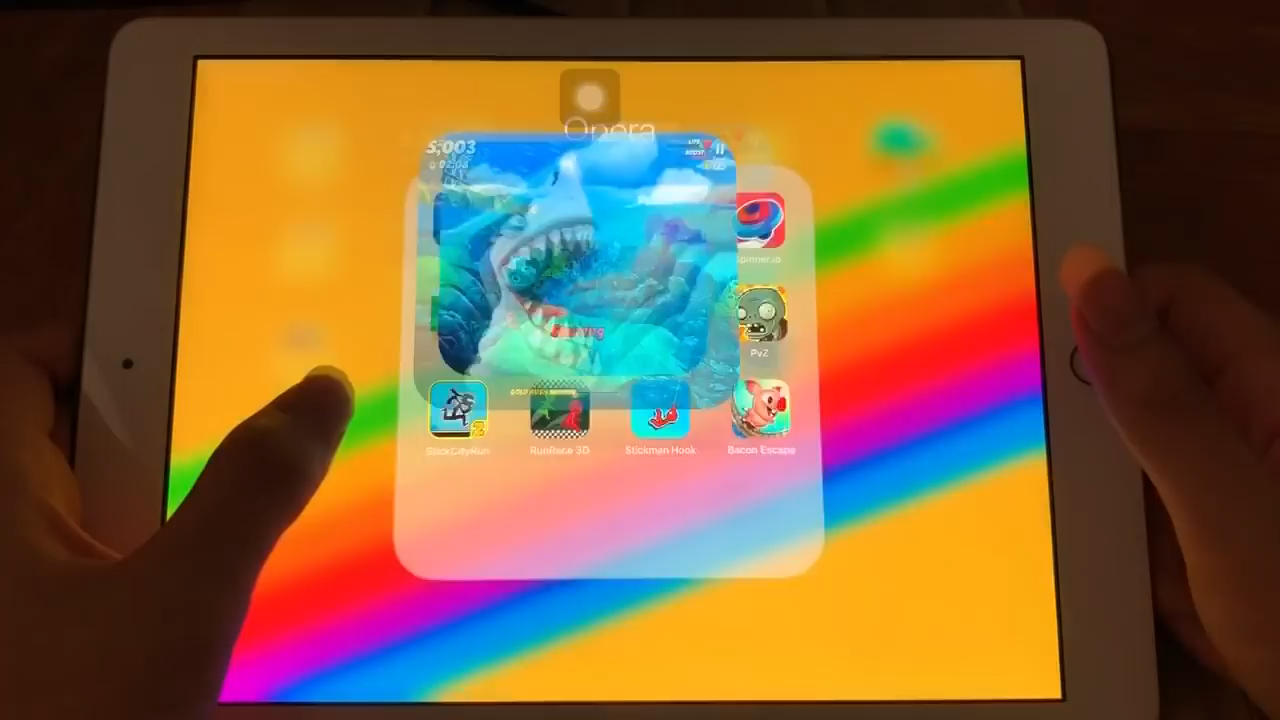 Opera
5,003
Spinner.io
PvZ
StickCityRun
RunRace 3D
Stickman Hook
Bacon Escape